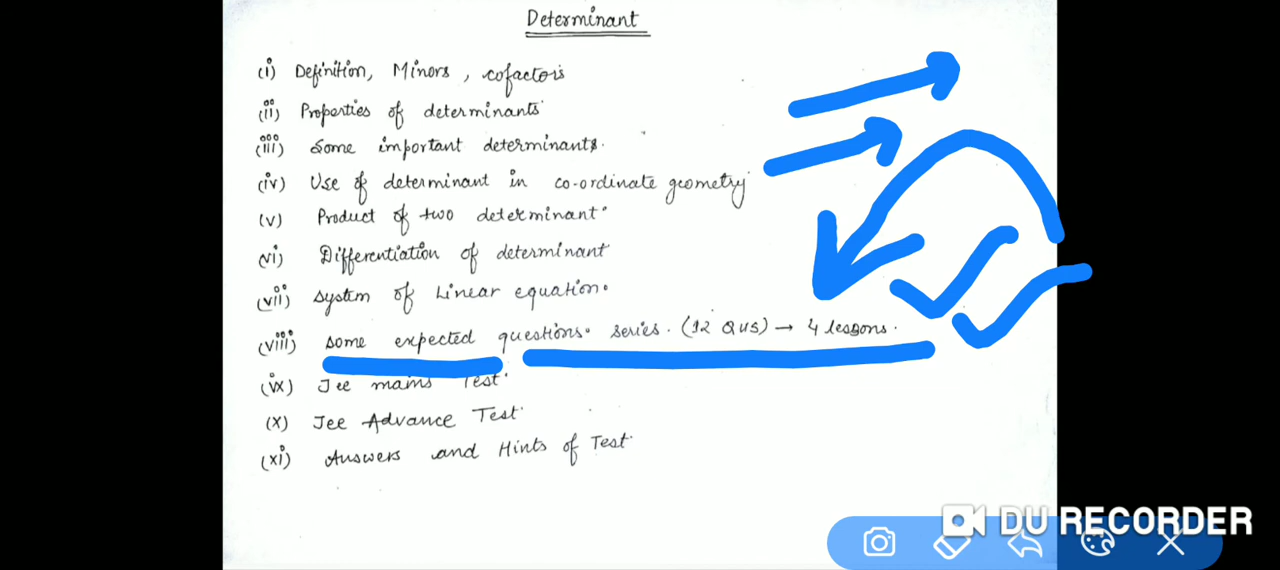 Determinant
(i) Definition, Minors, cofactors
(ii) Properties of determinants
(iii) Some important determinants.
(iv) Use of determinant in co-ordinate geometry
(v) Product of two determinant.
(vi) Differentiation of determinant
(vii) System of Linear equation.
(viii) Some expected questions. series. (12 QUS) → 4 lessons.
(ix) Jee mains Test.
(x) Jee Advance Test
(xi) Answers and Hints of Test
DU RECORDER